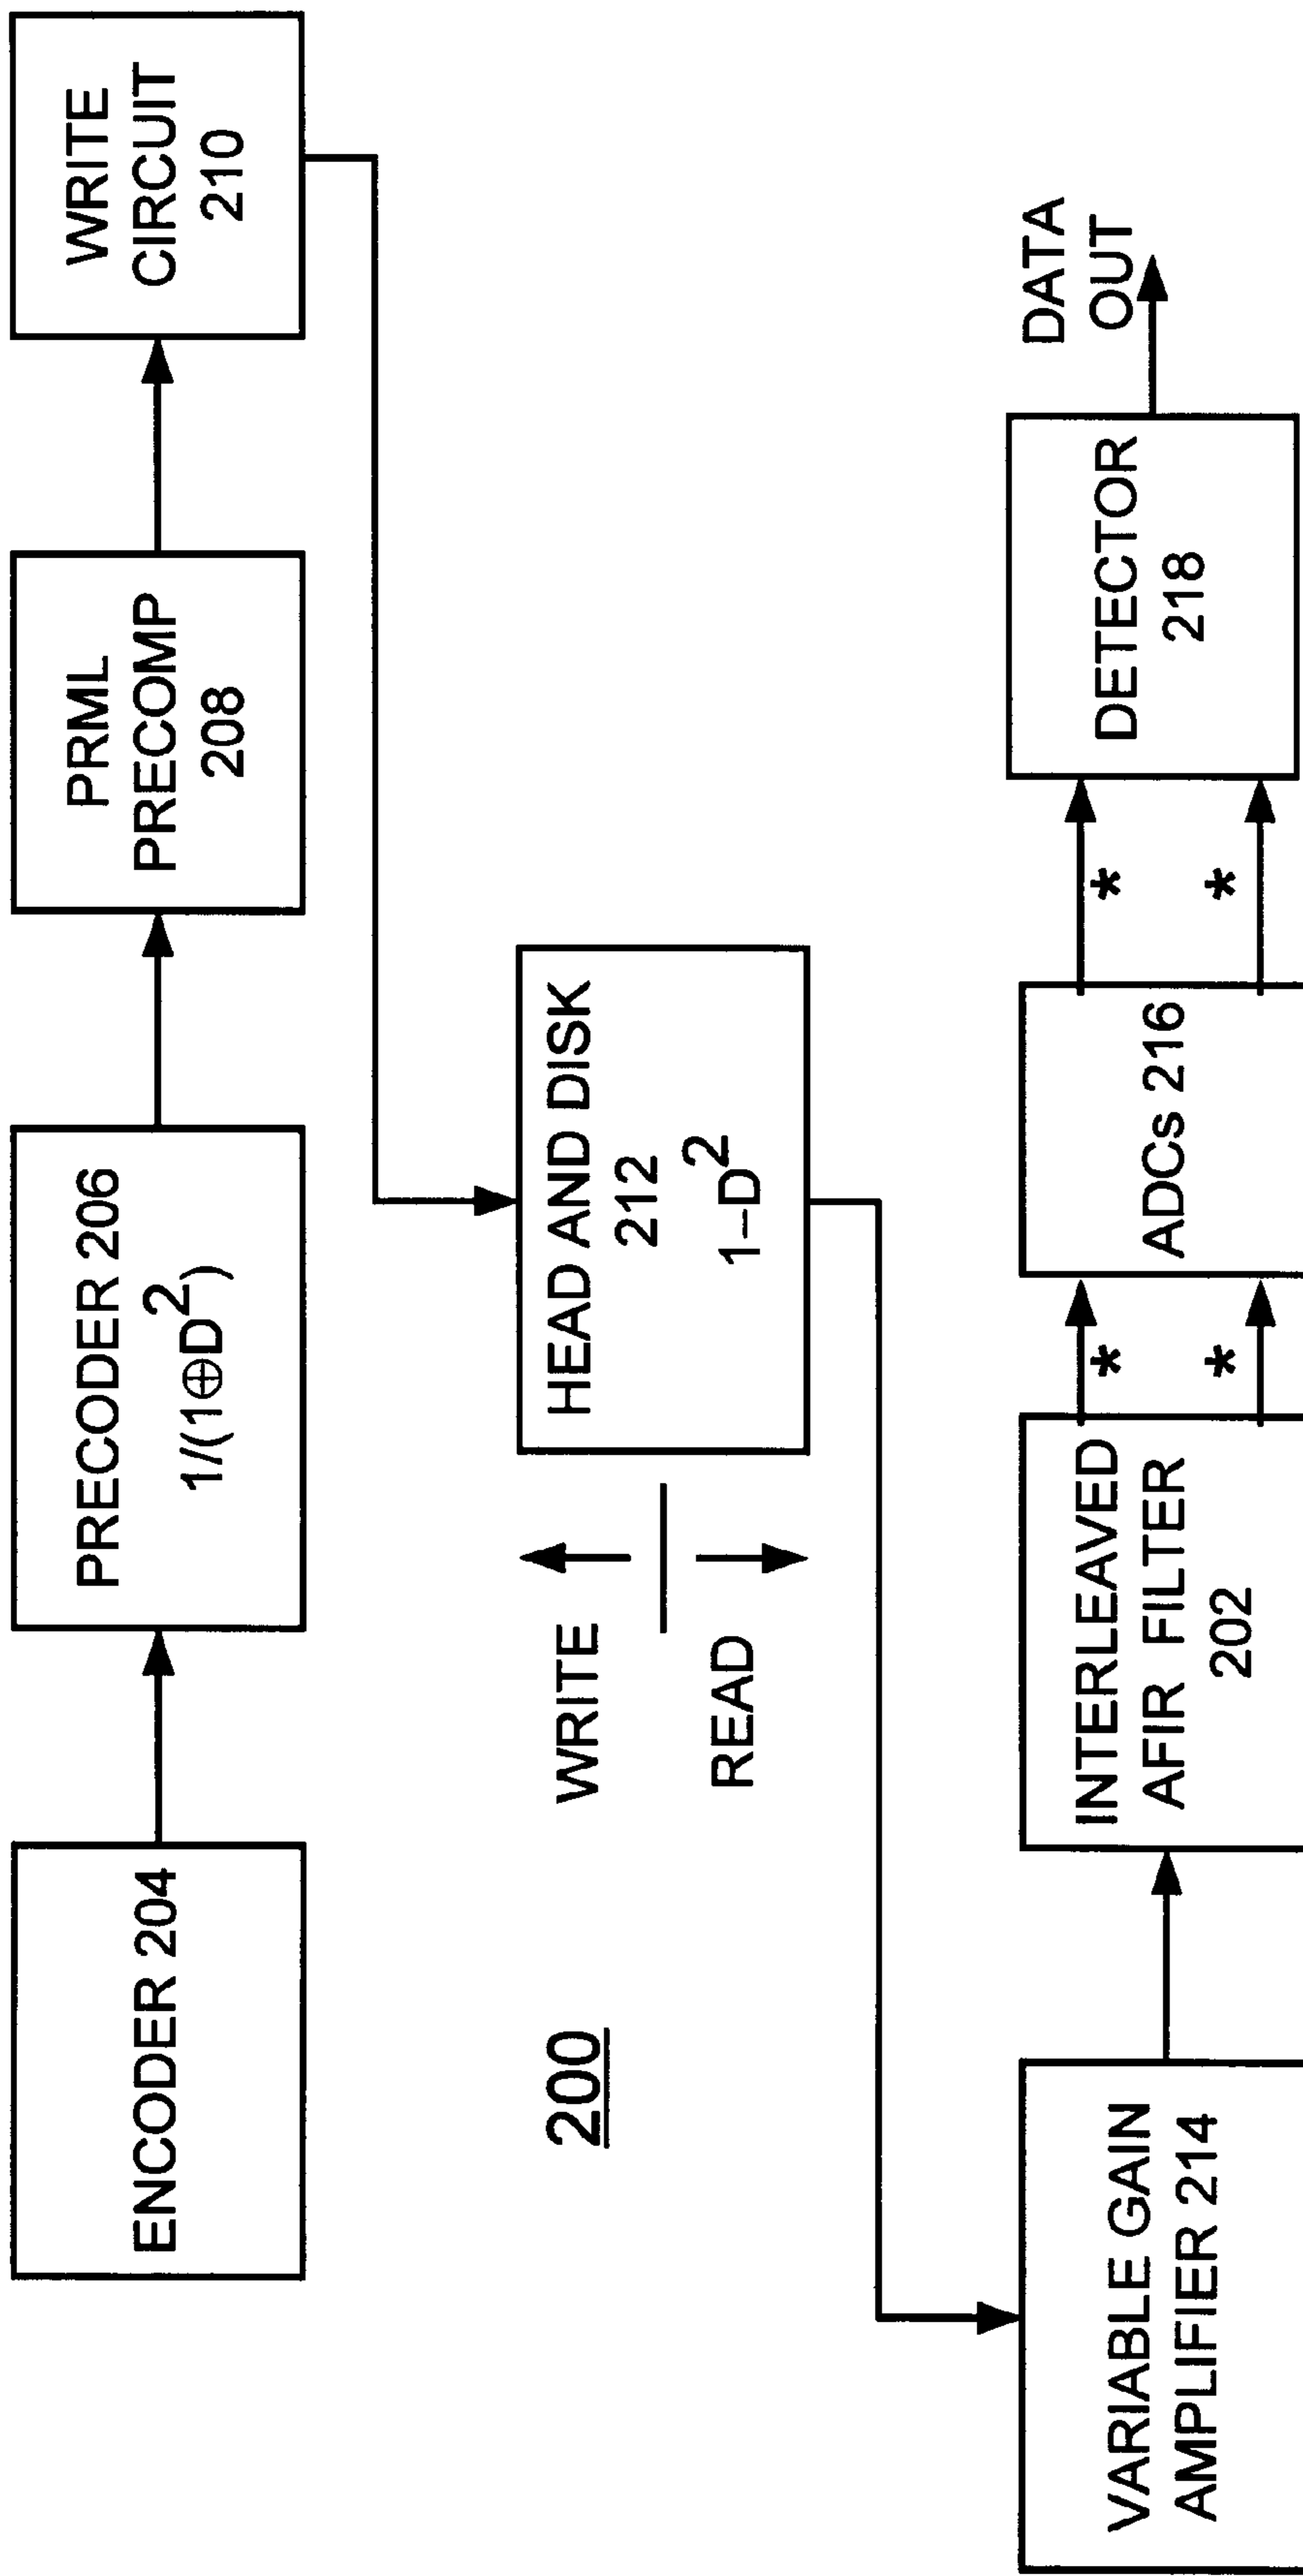 ENCODER 204
PRECODER 206
1/(1⊕D²)
PRML
PRECOMP
208
WRITE
CIRCUIT
210
200
WRITE
READ
HEAD AND DISK
212
1–D²
VARIABLE GAIN
AMPLIFIER 214
INTERLEAVED
AFIR FILTER
202
*
*
ADCs 216
*
*
DETECTOR
218
DATA
OUT